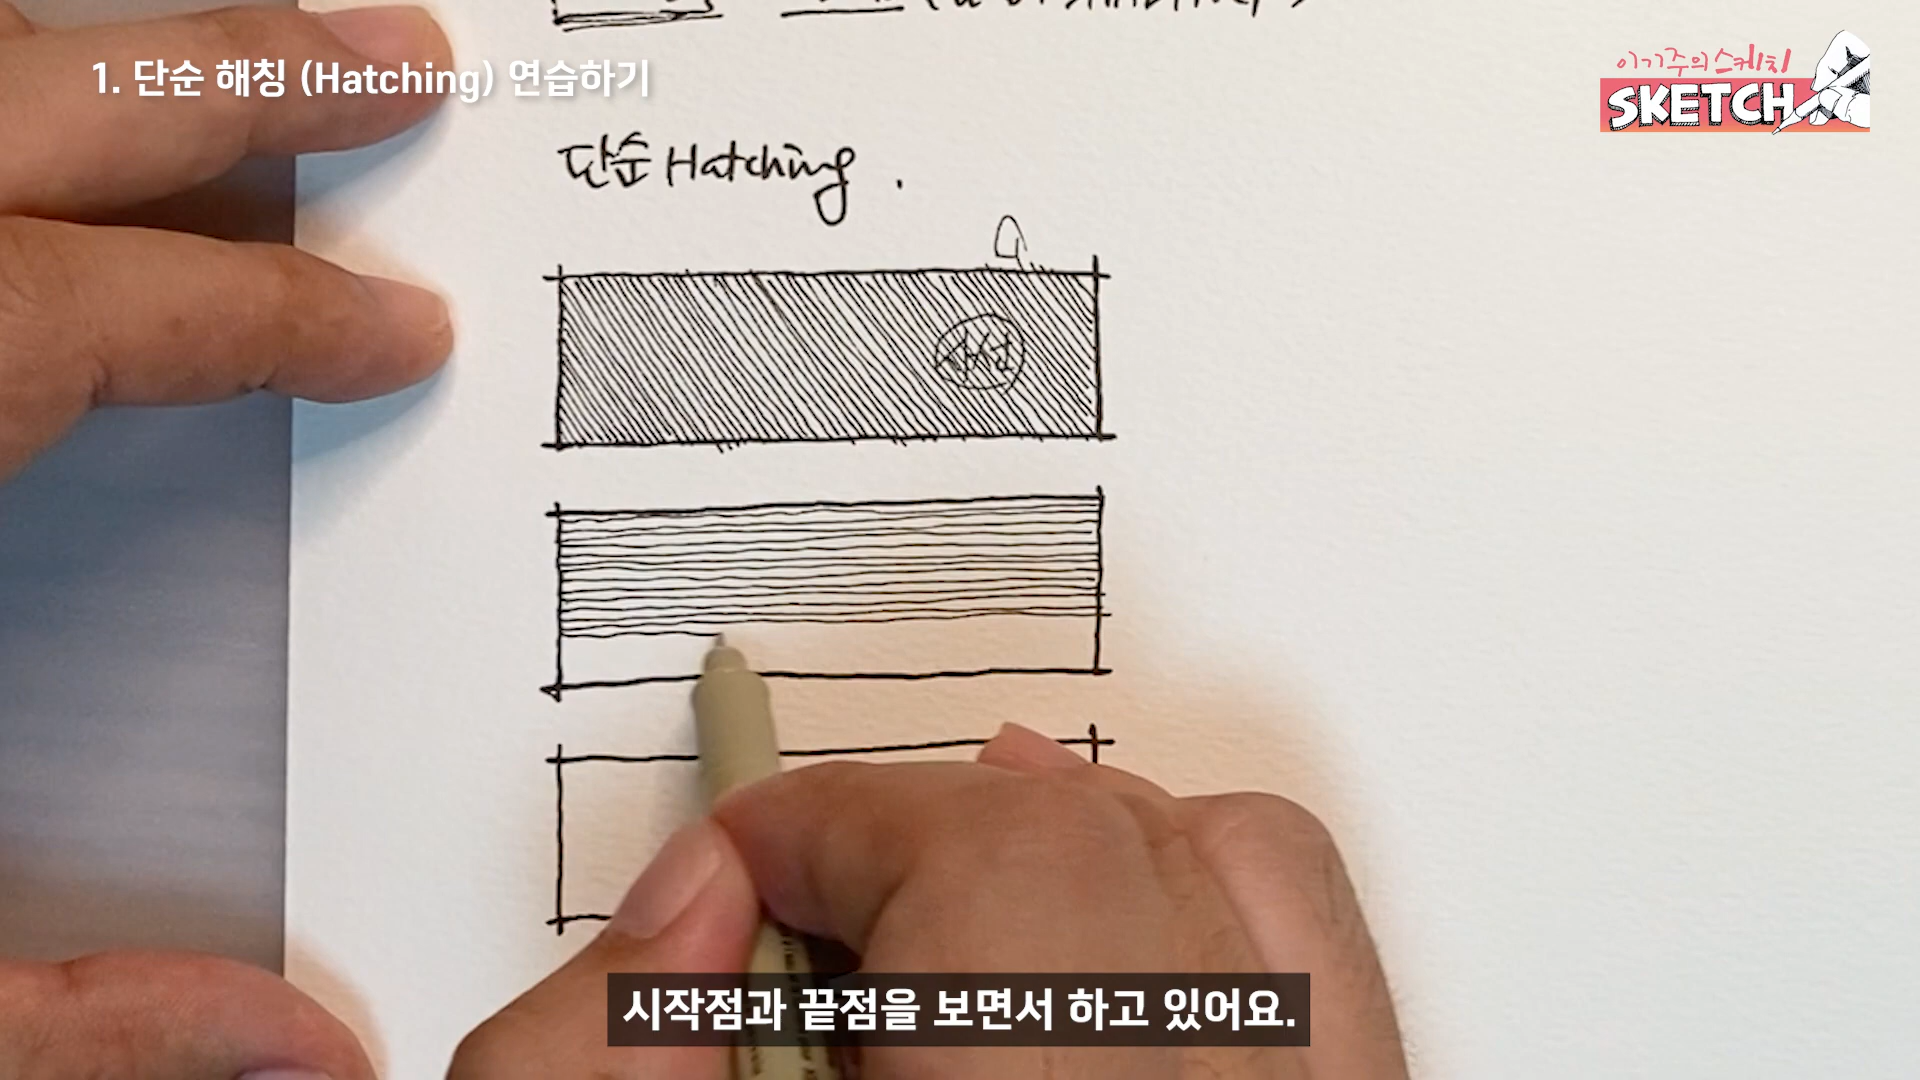 1. 단순 해칭 (Hatching) 연습하기
이기주의스케치
SKETCH
단순 Hatching .
사선
시작점과 끝점을 보면서 하고 있어요.